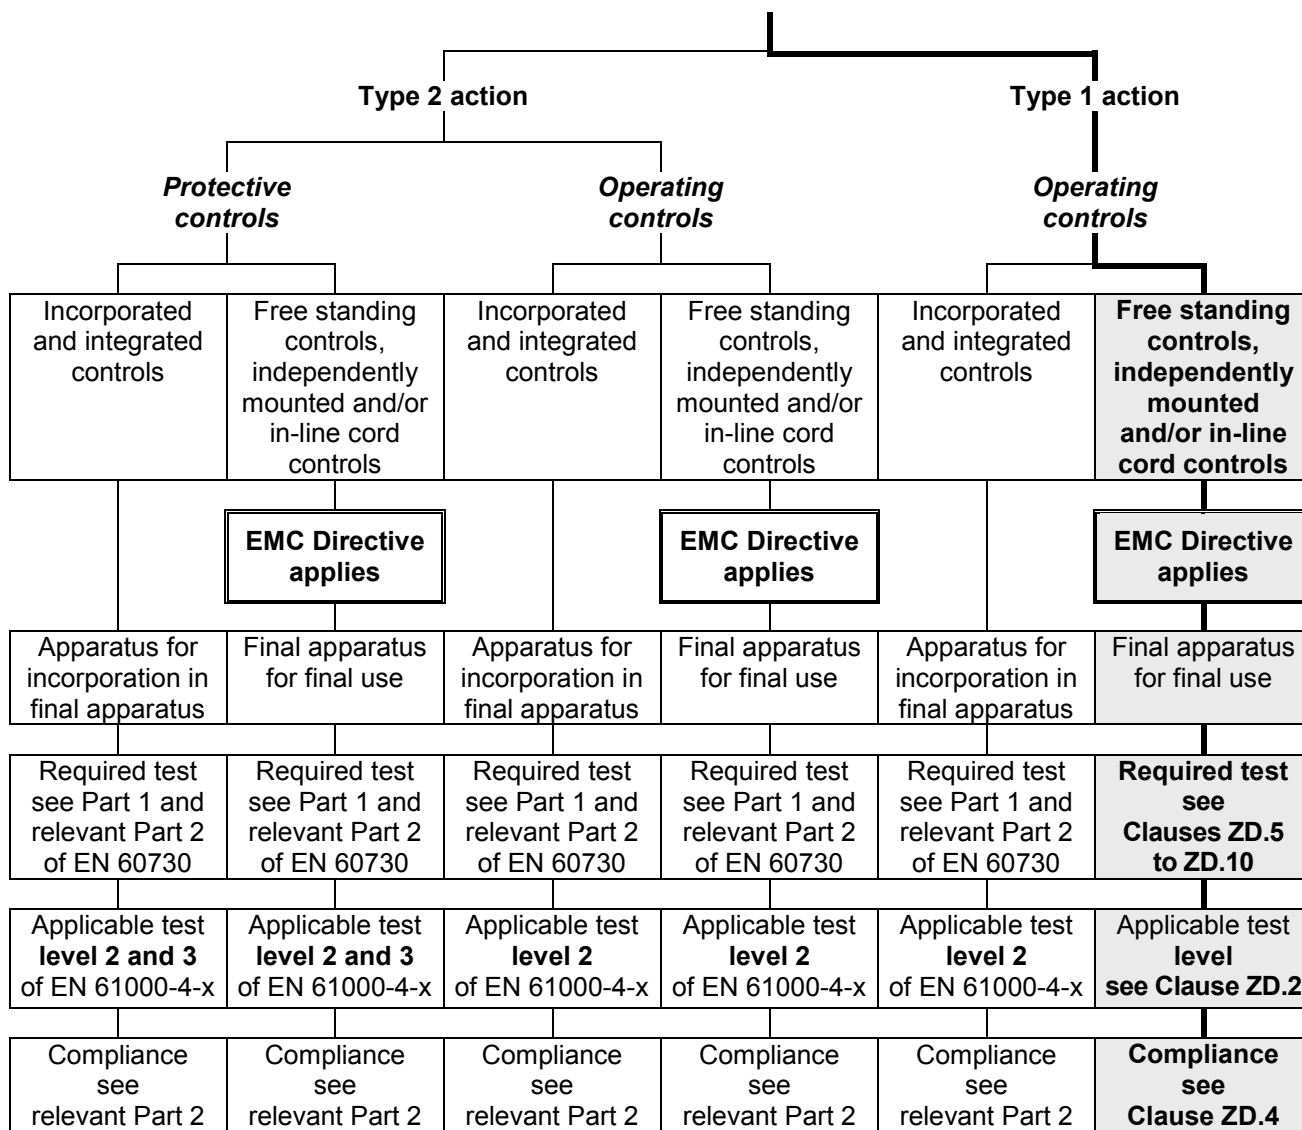 Type 2 action
Type 1 action
Protective
controls
Operating
controls
Operating
controls
Incorporated
and integrated
controls
Free standing
controls,
independently
mounted and/or
in-line cord
controls
Incorporated
and integrated
controls
Free standing
controls,
independently
mounted and/or
in-line cord
controls
Incorporated
and integrated
controls
Free standing
controls,
independently
mounted
and/or in-line
cord controls
EMC Directive
applies
EMC Directive
applies
EMC Directive
applies
Apparatus for
incorporation in
final apparatus
Final apparatus
for final use
Apparatus for
incorporation in
final apparatus
Final apparatus
for final use
Apparatus for
incorporation in
final apparatus
Final apparatus
for final use
Required test
see Part 1 and
relevant Part 2
of EN 60730
Required test
see Part 1 and
relevant Part 2
of EN 60730
Required test
see Part 1 and
relevant Part 2
of EN 60730
Required test
see Part 1 and
relevant Part 2
of EN 60730
Required test
see Part 1 and
relevant Part 2
of EN 60730
Required test
see
Clauses ZD.5
to ZD.10
Applicable test
level 2 and 3
of EN 61000-4-x
Applicable test
level 2 and 3
of EN 61000-4-x
Applicable test
level 2
of EN 61000-4-x
Applicable test
level 2
of EN 61000-4-x
Applicable test
level 2
of EN 61000-4-x
Applicable test
level
see Clause ZD.2
Compliance
see
relevant Part 2
Compliance
see
relevant Part 2
Compliance
see
relevant Part 2
Compliance
see
relevant Part 2
Compliance
see
relevant Part 2
Compliance
see
Clause ZD.4